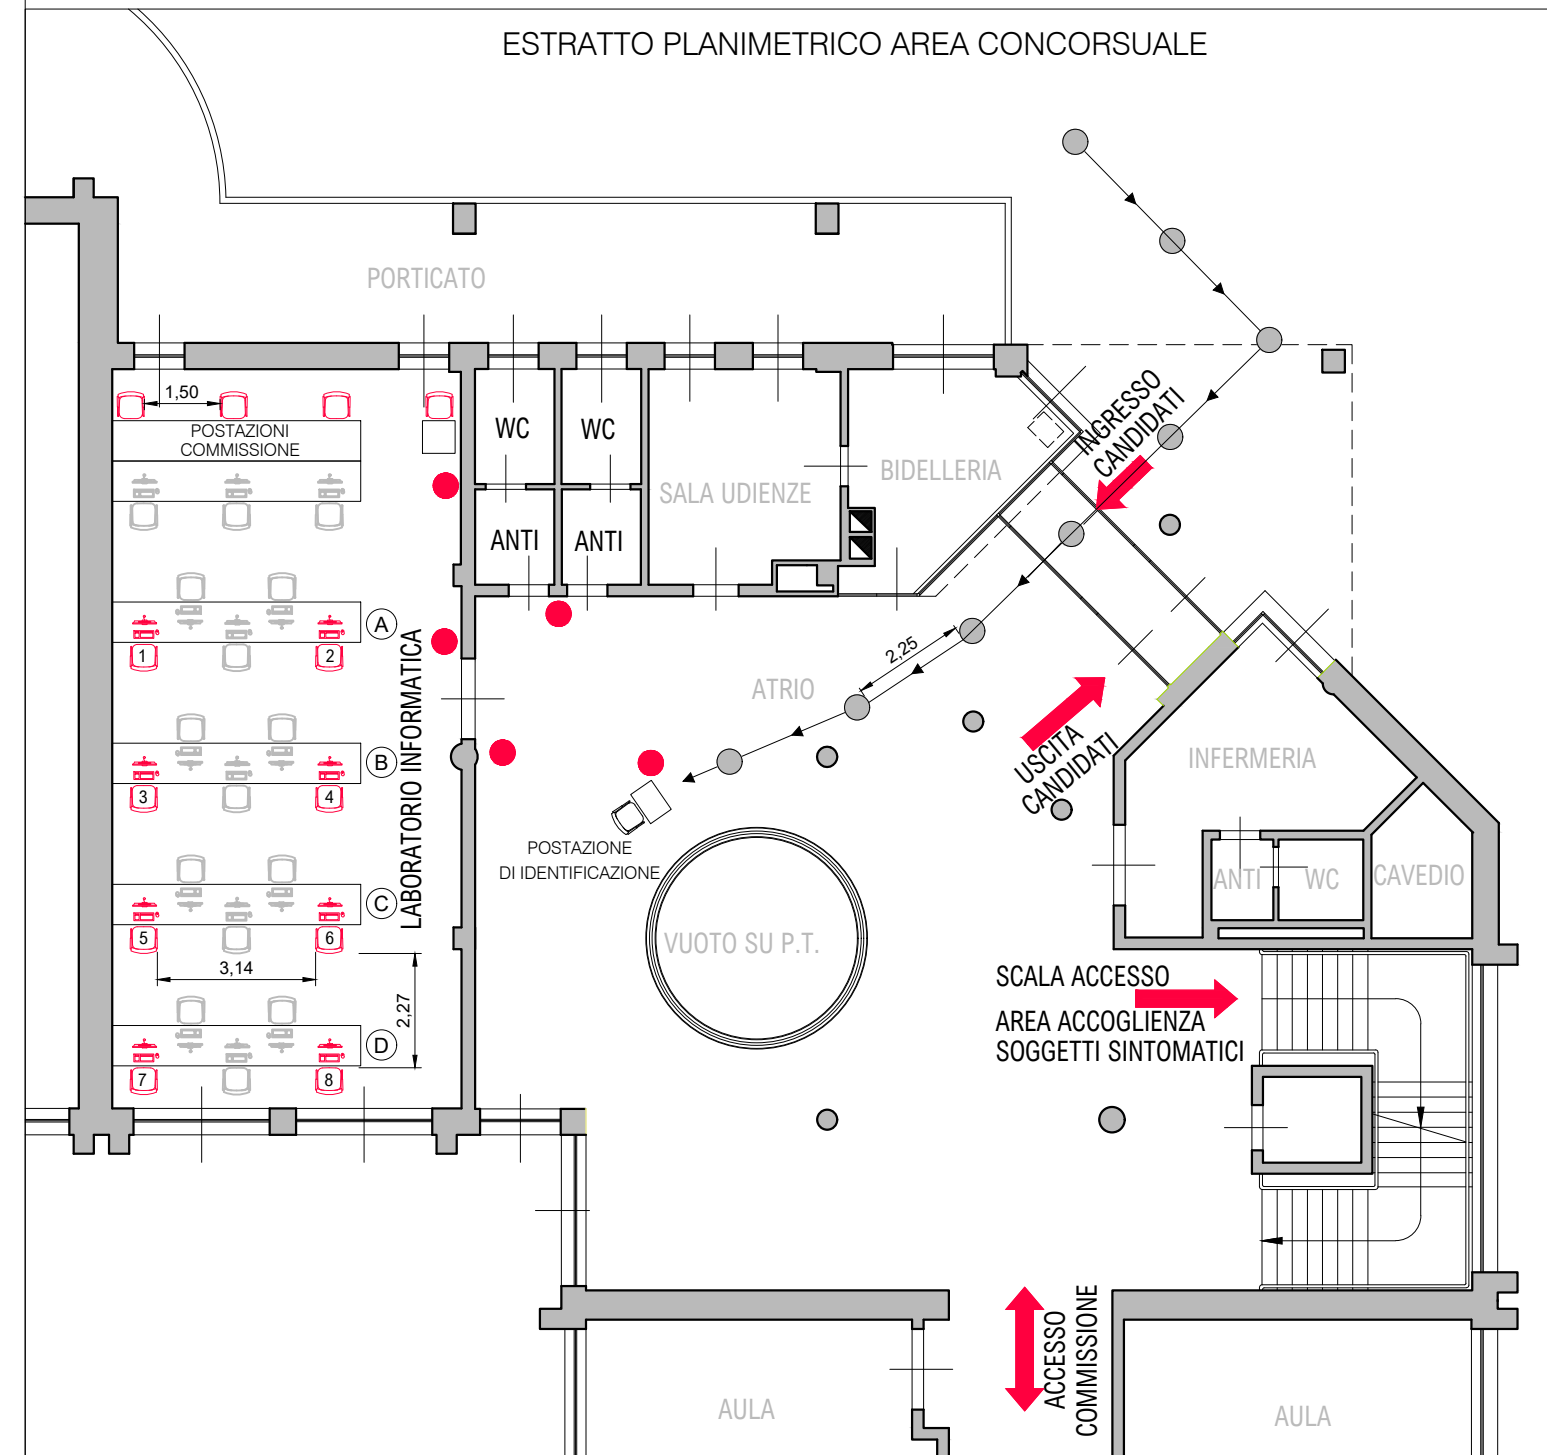 ESTRATTO PLANIMETRICO AREA CONCORSUALE
PORTICATO
1,50
POSTAZIONI
COMMISSIONE
WC
WC
SALA UDIENZE
BIDELLERIA
INGRESSO
CANDIDATI
ANTI
ANTI
A
1
2
LABORATORIO INFORMATICA
2,25
ATRIO
B
3
4
USCITA
CANDIDATI
INFERMERIA
POSTAZIONE
DI IDENTIFICAZIONE
ANTI
WC
CAVEDIO
C
5
6
VUOTO SU P.T.
3,14
2,27
SCALA ACCESSO
AREA ACCOGLIENZA
SOGGETTI SINTOMATICI
D
7
8
ACCESSO
COMMISSIONE
AULA
AULA